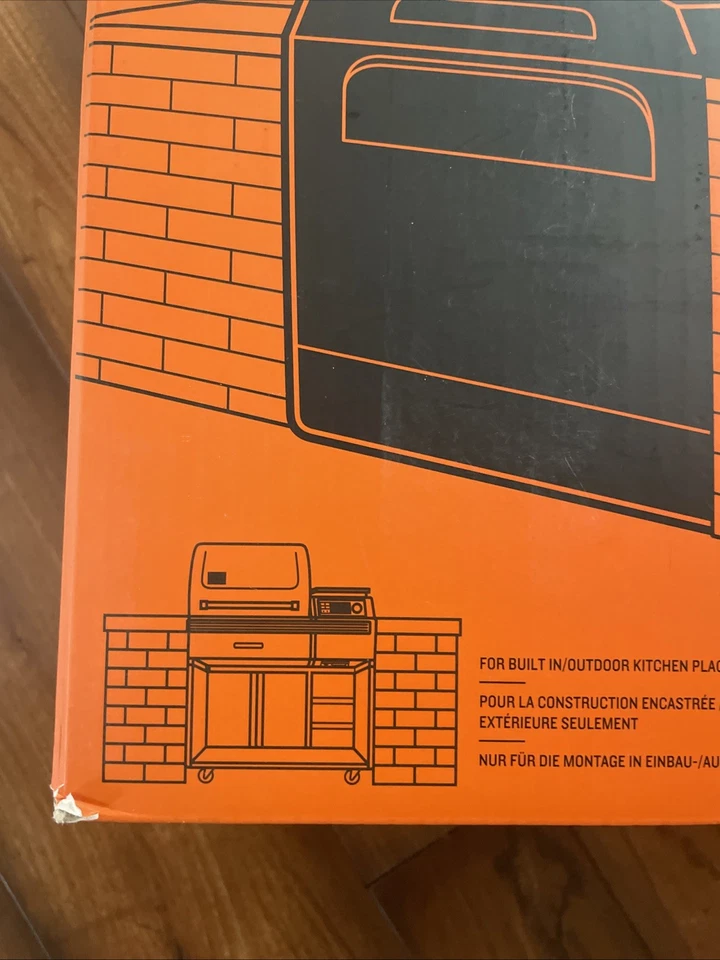 FOR BUILT IN/OUTDOOR KITCHEN
POUR LA CONSTRUCTION ENCASTRÉE
EXTÉRIEURE SEULEMENT
NUR FÜR DIE MONTAGE IN EINBAU-/